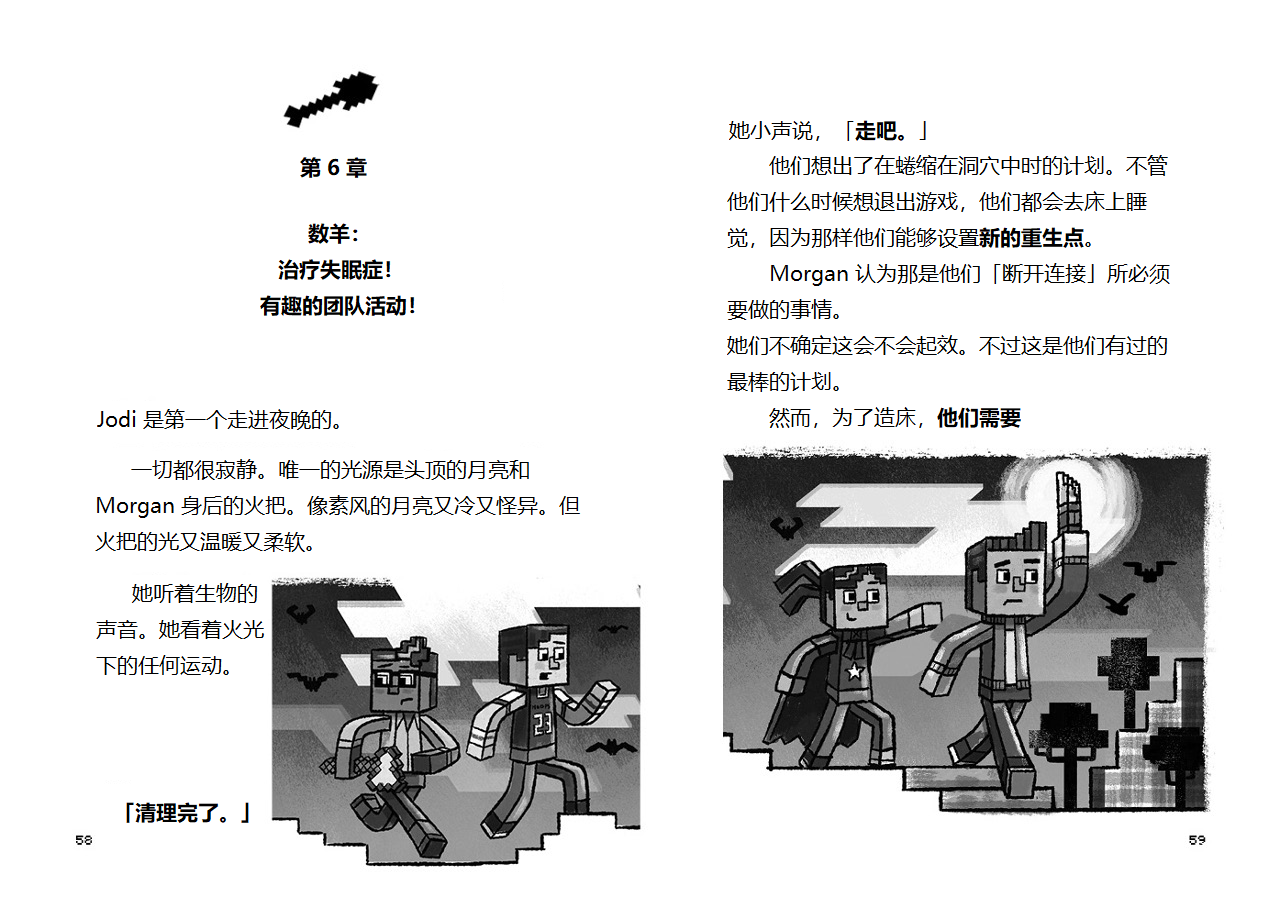 第 6 章
数羊：
治疗失眠症！
有趣的团队活动！
Jodi 是第一个走进夜晚的。
一切都很寂静。唯一的光源是头顶的月亮和
Morgan 身后的火把。像素风的月亮又冷又怪异。但
火把的光又温暖又柔软。
她听着生物的
声音。她看着火光
下的任何运动。
「清理完了。」
23
58
她小声说，「走吧。」
他们想出了在蜷缩在洞穴中时的计划。不管
他们什么时候想退出游戏，他们都会去床上睡
觉，因为那样他们能够设置新的重生点。
Morgan 认为那是他们「断开连接」所必须
要做的事情。
她们不确定这会不会起效。不过这是他们有过的
最棒的计划。
然而，为了造床，他们需要
59